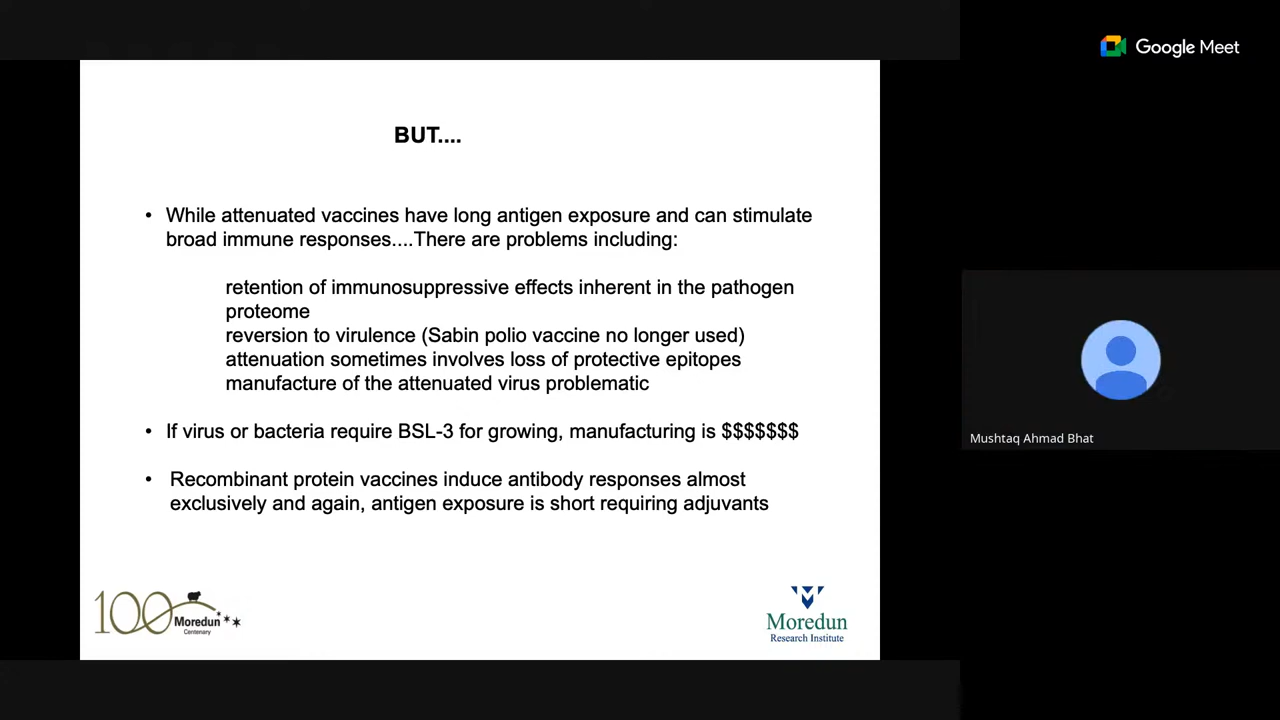 Google Meet
BUT....
• While attenuated vaccines have long antigen exposure and can stimulate
broad immune responses....There are problems including:
retention of immunosuppressive effects inherent in the pathogen
proteome
reversion to virulence (Sabin polio vaccine no longer used)
attenuation sometimes involves loss of protective epitopes
manufacture of the attenuated virus problematic
• If virus or bacteria require BSL-3 for growing, manufacturing is $$$$$$$
• Recombinant protein vaccines induce antibody responses almost
exclusively and again, antigen exposure is short requiring adjuvants
100 Moredun
Centenary
Moredun
Research Institute
Mushtaq Ahmad Bhat